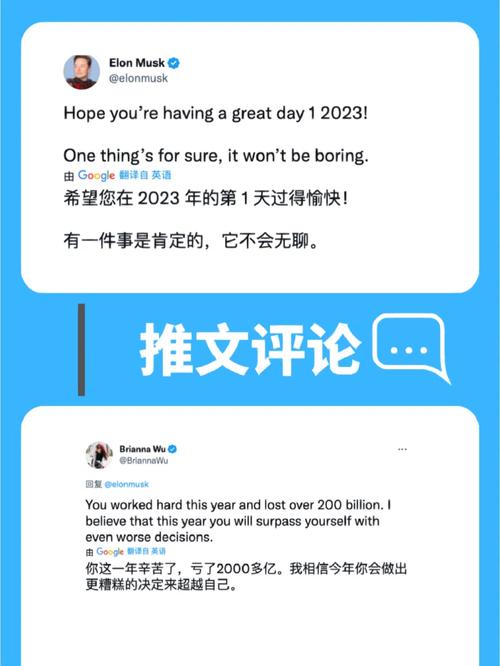 Elon Musk
@elonmusk
Hope you’re having a great day 1 2023!
One thing’s for sure, it won’t be boring.
由 Google 翻译自 英语
希望您在 2023 年的第 1 天过得愉快！
有一件事是肯定的，它不会无聊。
推文评论
Brianna Wu
@BriannaWu
回复 @elonmusk
You worked hard this year and lost over 200 billion. I
believe that this year you will surpass yourself with
even worse decisions.
由 Google 翻译自 英语
你这一年辛苦了，亏了2000多亿。我相信今年你会做出
更糟糕的决定来超越自己。